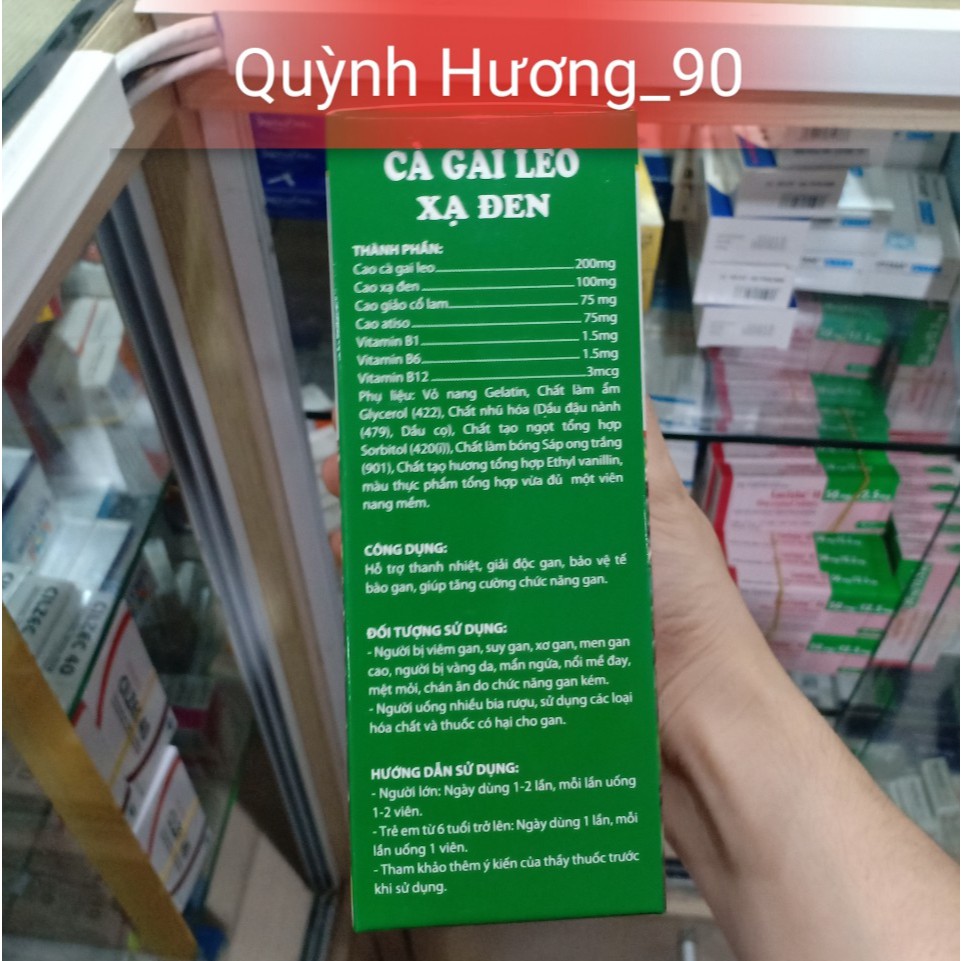 Quỳnh Hương_90
CÀ GAI LEO
XẠ ĐEN
THÀNH PHẦN:
Cao cà gai leo 200mg
Cao xạ đen 100mg
Cao giảo cổ lam 75 mg
Cao atiso 75mg
Vitamin B1 1.5mg
Vitamin B6 1.5mg
Vitamin B12 3mcg
Phụ liệu: Vỏ nang Gelatin, Chất làm ẩm
Glycerol (422), Chất nhũ hóa (Dầu đậu nành
(479), Dầu cọ), Chất tạo ngọt tổng hợp
Sorbitol (420(i)), Chất làm bóng Sáp ong trắng
(901), Chất tạo hương tổng hợp Ethyl vanillin,
màu thực phẩm tổng hợp vừa đủ một viên
nang mềm.
CÔNG DỤNG:
Hỗ trợ thanh nhiệt, giải độc gan, bảo vệ tế
bào gan, giúp tăng cường chức năng gan.
ĐỐI TƯỢNG SỬ DỤNG:
- Người bị viêm gan, suy gan, xơ gan, men gan
cao, người bị vàng da, mẩn ngứa, nổi mề đay,
mệt mỏi, chán ăn do chức năng gan kém.
- Người uống nhiều bia rượu, sử dụng các loại
hóa chất và thuốc có hại cho gan.
HƯỚNG DẪN SỬ DỤNG:
- Người lớn: Ngày dùng 1-2 lần, mỗi lần uống
1-2 viên.
- Trẻ em từ 6 tuổi trở lên: Ngày dùng 1 lần, mỗi
lần uống 1 viên.
- Tham khảo thêm ý kiến của thầy thuốc trước
khi sử dụng.